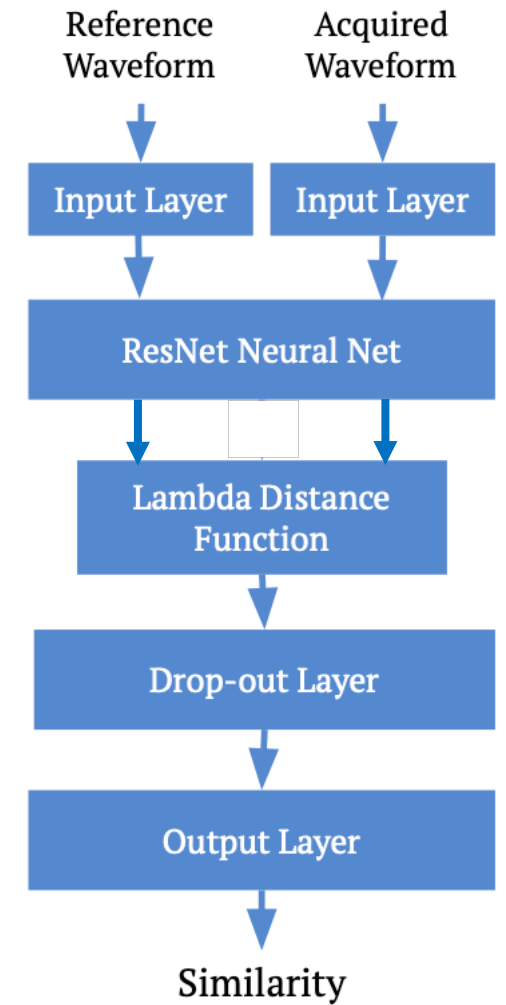 Reference
Waveform
Acquired
Waveform
Input Layer
Input Layer
ResNet Neural Net
Lambda Distance
Function
Drop-out Layer
Output Layer
Similarity